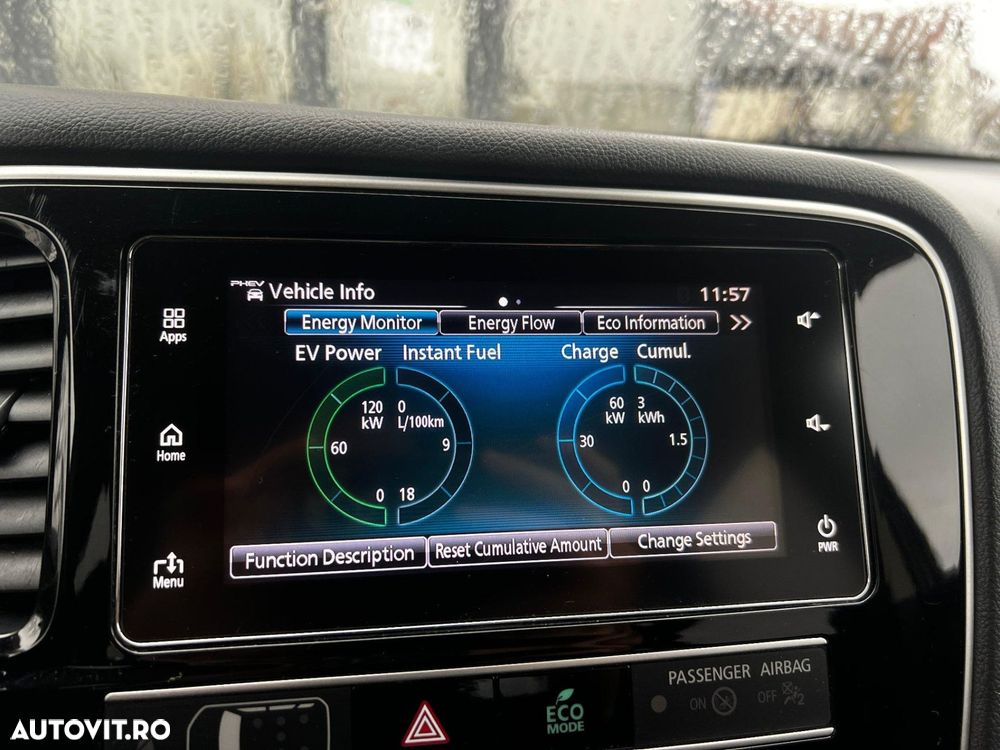 PHEV
Vehicle Info
11:57
Apps
Energy Monitor
Energy Flow
Eco Information
EV Power
Instant Fuel
Charge
Cumul.
120 kW
0 L/100km
60
9
0
18
60 kW
3 kWh
30
1.5
0
0
Home
Menu
PWR
Function Description
Reset Cumulative Amount
Change Settings
PASSENGER AIRBAG
ON
OFF
2
ECO
MODE
AUTOVIT.RO